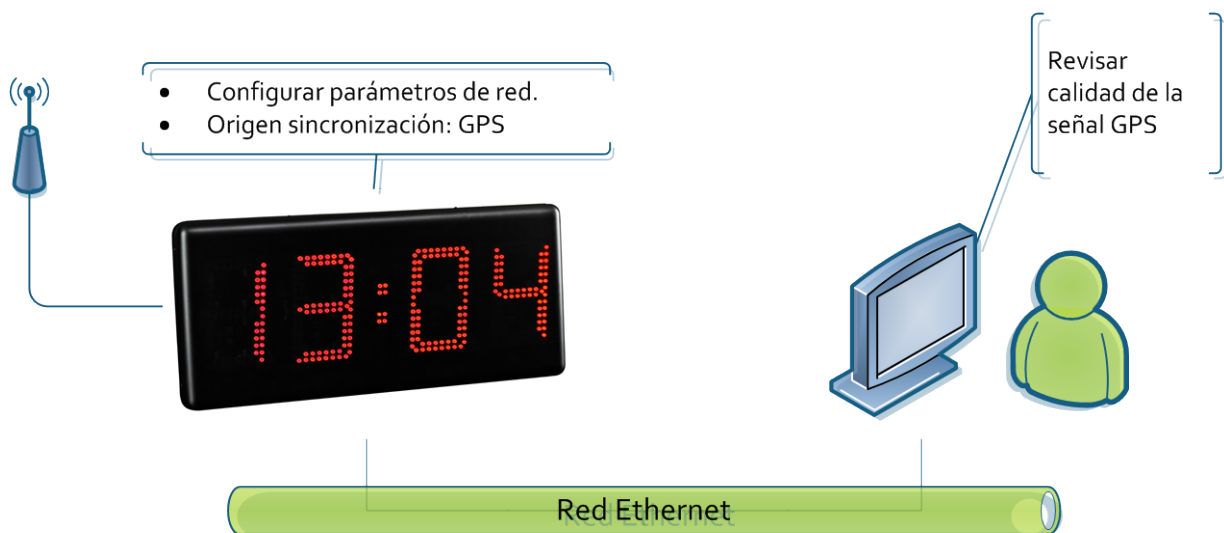 • Configurar parámetros de red.
• Origen sincronización: GPS
Revisar
calidad de la
señal GPS
13:04
Red Ethernet